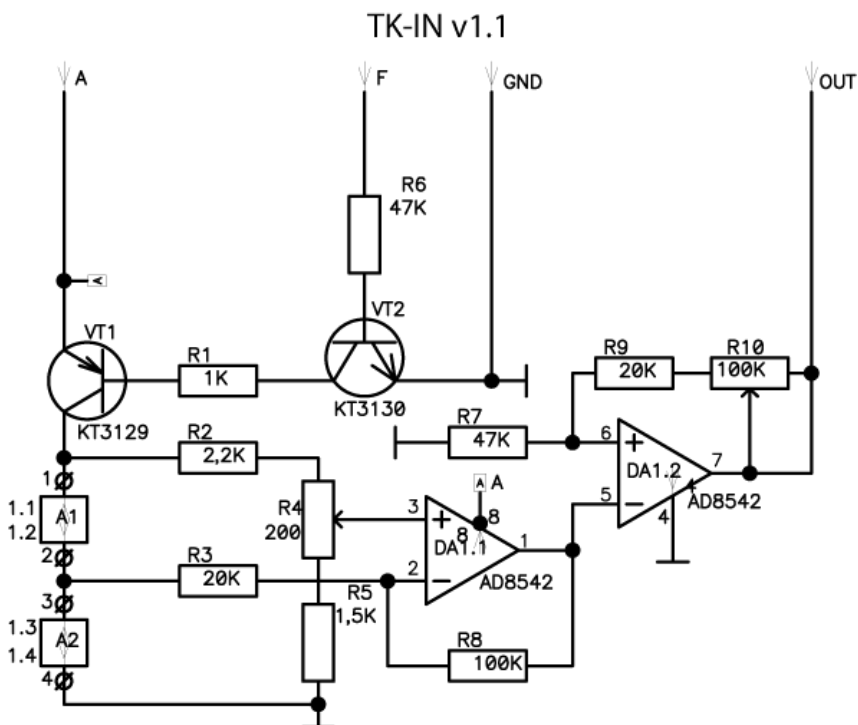 TK-IN v1.1
A F GND OUT
R6
47K
A
VT1 VT2
R1
1K
R9 R10
20K 100K
KT3129 KT3130
R2
2,2K
R7
47K
6 +
DA1.2 7
5 −
4 AD8542
1
1.1 A1
1.2
2
R4
200
A A
8
8
3 +
DA1.1 1
2 −
AD8542
R3
20K
R5
1,5K
3
1.3 A2
1.4
4
R8
100K